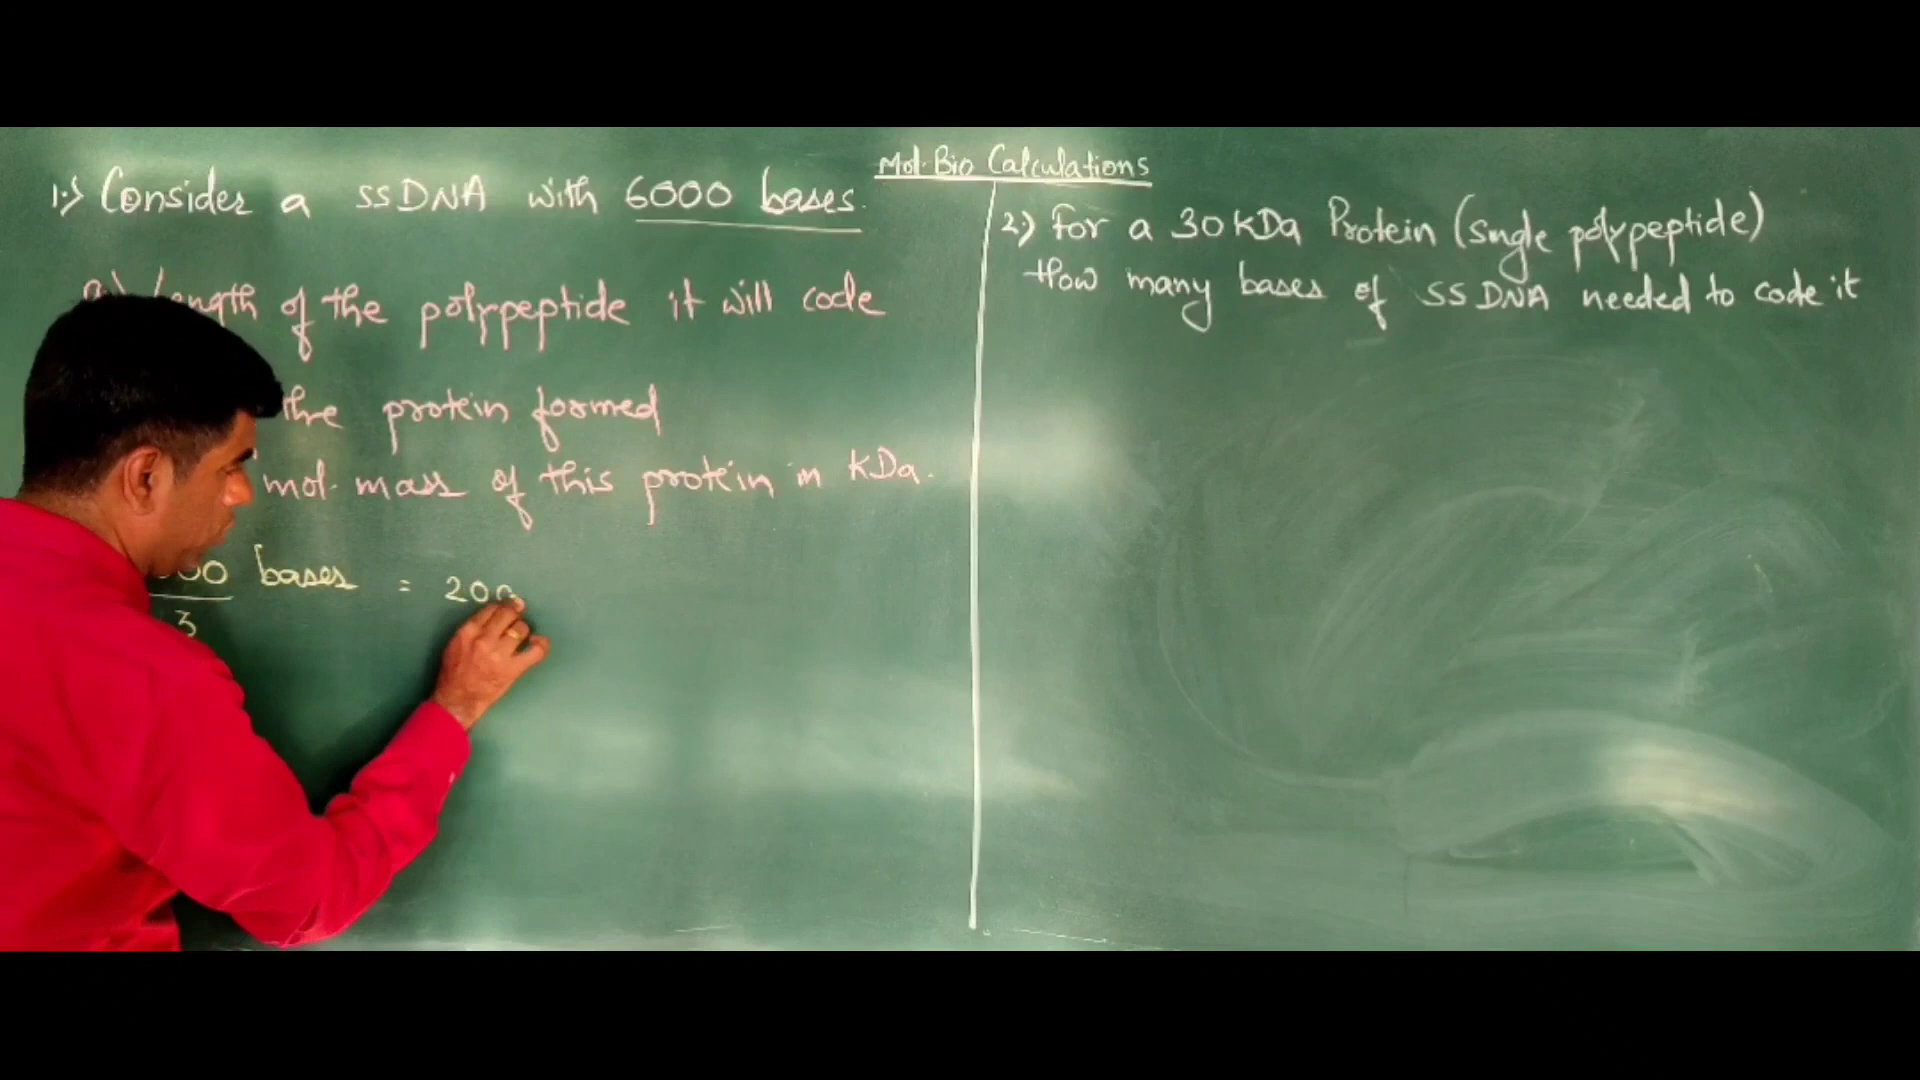 Mol. Bio Calculations
1.) Consider a ssDNA with 6000 bases.
Length of the polypeptide it will code
the protein formed
mol. mass of this protein in KDa.
bases = 200
3
2.) For a 30 KDa Protein (single polypeptide)
How many bases of SS DNA needed to code it